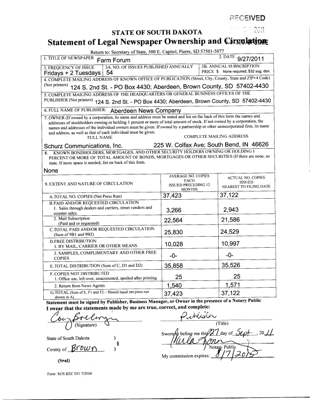 RECEIVED
STATE OF SOUTH DAKOTA
Statement of Legal Newspaper Ownership and Circulation
Return to: Secretary of State, 500 E. Capitol, Pierre, SD 57501-5077
1. TITLE OF NEWSPAPER Farm Forum 2. DATE 9/27/2011
3. FREQUENCY OF ISSUE Fridays + 2 Tuesdays 3A. NO. OF ISSUES PUBLISHED ANNUALLY 54 3B. ANNUAL SUBSCRIPTION PRICE $ None required. $32 sug. don.
4. COMPLETE MAILING ADDRESS OF KNOWN OFFICE OF PUBLICATION (Street, City, County, State and ZIP+4 Code)
(Not printers) 124 S. 2nd St. - PO Box 4430; Aberdeen, Brown County, SD 57402-4430
5. COMPLETE MAILING ADDRESS OF THE HEADQUARTERS OR GENERAL BUSINESS OFFICES OF THE
PUBLISHER (Not printer) 124 S. 2nd St. - PO Box 4430; Aberdeen, Brown County, SD 57402-4430
6. FULL NAME OF PUBLISHER: Aberdeen News Company
7. OWNER (If owned by a corporation, its name and address must be stated and list on the back of this form the names and
addresses of stockholders owning or holding 1 percent or more of total amount of stock. If not owned by a corporation, the
names and addresses of the individual owners must be given. If owned by a partnership or other unincorporated firm, its name
and address, as well as that of each individual must be given.)
FULL NAME COMPLETE MAILING ADDRESS
Schurz Communications, Inc. 225 W. Colfax Ave; South Bend, IN 46626
8. KNOWN BONDHOLDERS, MORTGAGES, AND OTHER SECURITY HOLDERS OWNING OR HOLDING 1
PERCENT OR MORE OF TOTAL AMOUNT OF BONDS, MORTGAGES OR OTHER SECURITIES (If there are none, so
state. If more space is needed, list on back of this form.
None
9. EXTENT AND NATURE OF CIRCULATION AVERAGE NO. COPIES EACH ISSUED PRECEDING 12 MONTHS ACTUAL NO. COPIES ISSUED NEAREST TO FILING DATE
A. TOTAL NO. COPIES (Net Press Run) 37,423 37,122
B. PAID AND/OR REQUESTED CIRCULATION
1. Sales through dealers and carriers, street vendors and
counter sales 3,266 2,943
2. Mail Subscription
(Paid and or requested) 22,564 21,586
C. TOTAL PAID AND/OR REQUESTED CIRCULATION
(Sum of 9B1 and 9B2) 25,830 24,529
D. FREE DISTRIBUTION
1. BY MAIL, CARRIER OR OTHER MEANS 10,028 10,997
2. SAMPLES, COMPLIMENTARY AND OTHER FREE
COPIES -0- -0-
E. TOTAL DISTRIBUTION (Sum of C, D1 and D2) 35,858 35,526
F. COPIES NOT DISTRIBUTED
1. Office use, left over, unaccounted, spoiled after printing 25 25
2. Return from News Agents 1,540 1,571
G. TOTAL (Sum of E, F1 and F2 - Should equal net press run
shown in A) 37,423 37,122
Statement must be signed by Publisher, Business Manager, or Owner in the presence of a Notary Public
I swear that the statements made by me are true, correct, and complete:
(Signature) (Title)
State of South Dakota )
§
County of Brown )
Sworn to before me this 27 day of Sept, 2011
Notary Public
My commission expires: 8/7/2015
(Seal)